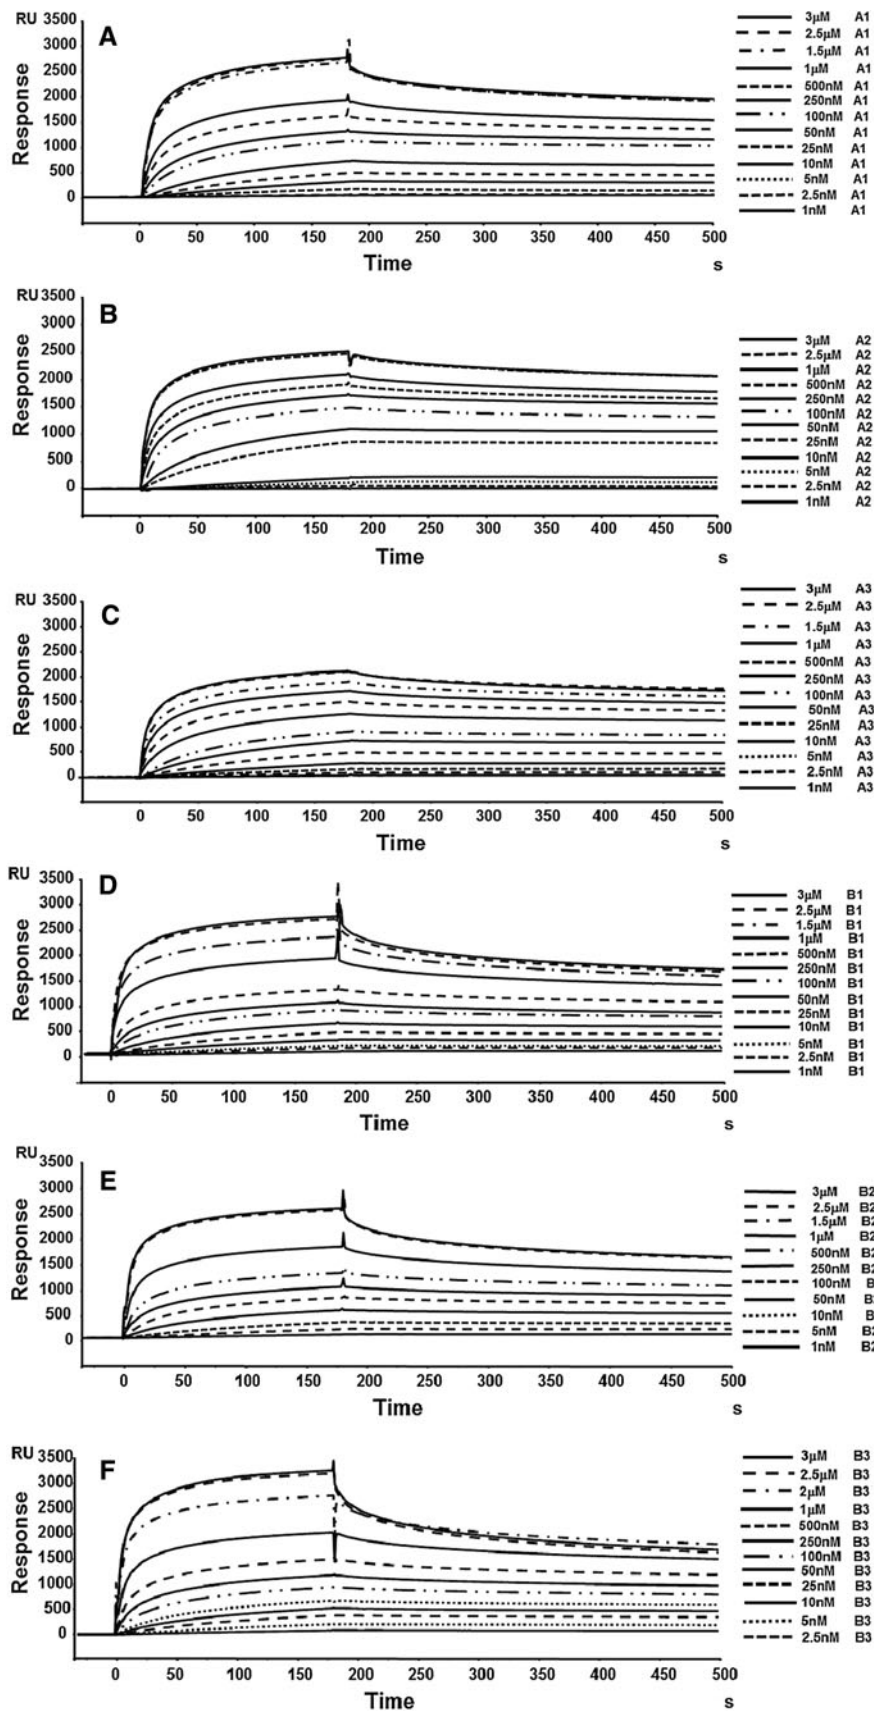 RU 3500
A
3000
2500
2000
1500
1000
500
0
Response
0 50 100 150 200 250 300 350 400 450 500
Time
s
3µM A1
2.5µM A1
1.5µM A1
1µM A1
500nM A1
250nM A1
100nM A1
50nM A1
25nM A1
10nM A1
5nM A1
2.5nM A1
1nM A1
RU 3500
B
3000
2500
2000
1500
1000
500
0
Response
0 50 100 150 200 250 300 350 400 450 500
Time
s
3µM A2
2.5µM A2
1µM A2
500nM A2
250nM A2
100nM A2
50nM A2
25nM A2
10nM A2
5nM A2
2.5nM A2
1nM A2
RU 3500
C
3000
2500
2000
1500
1000
500
0
Response
0 50 100 150 200 250 300 350 400 450 500
Time
s
3µM A3
2.5µM A3
1.5µM A3
1µM A3
500nM A3
250nM A3
100nM A3
50nM A3
25nM A3
10nM A3
5nM A3
2.5nM A3
1nM A3
RU 3500
D
3000
2500
2000
1500
1000
500
0
Response
0 50 100 150 200 250 300 350 400 450 500
Time
s
3µM B1
2.5µM B1
1.5µM B1
1µM B1
500nM B1
250nM B1
100nM B1
50nM B1
25nM B1
10nM B1
5nM B1
2.5nM B1
1nM B1
RU 3500
E
3000
2500
2000
1500
1000
500
0
Response
0 50 100 150 200 250 300 350 400 450 500
Time
s
3µM B2
2.5µM B2
1.5µM B2
1µM B2
500nM B2
250nM B2
100nM B
50nM B2
10nM B
5nM B2
1nM B2
RU 3500
F
3000
2500
2000
1500
1000
500
0
Response
0 50 100 150 200 250 300 350 400 450 500
Time
s
3µM B3
2.5µM B3
2µM B3
1µM B3
500nM B3
250nM B3
100nM B3
50nM B3
25nM B3
10nM B3
5nM B3
2.5nM B3